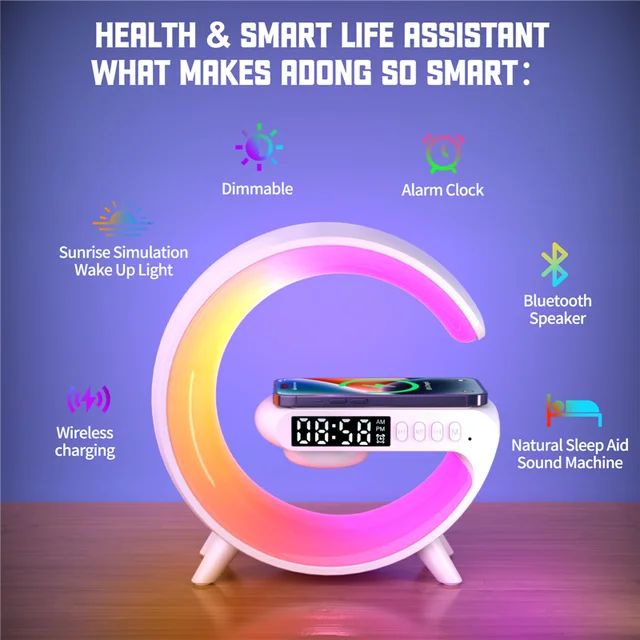 HEALTH & SMART LIFE ASSISTANT
WHAT MAKES ADONG SO SMART:
Dimmable
Alarm Clock
Sunrise Simulation
Wake Up Light
Bluetooth
Speaker
08:58
AM
PM
M
Wireless
charging
Natural Sleep Aid
Sound Machine